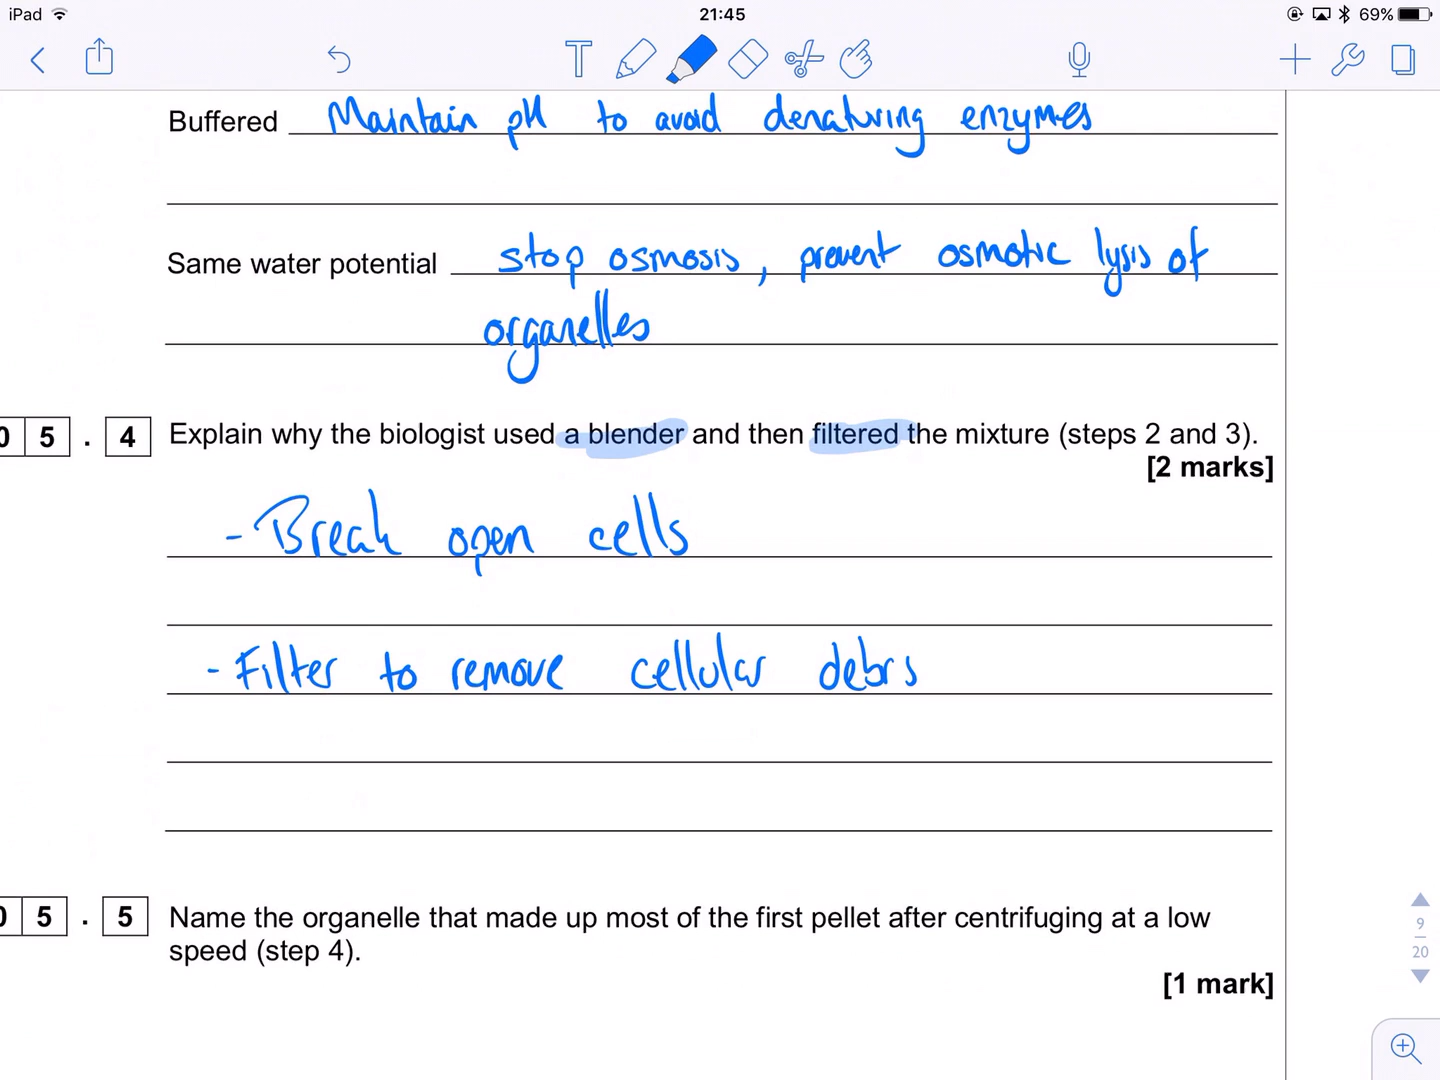 iPad 21:45 69%
Buffered Maintain pH to avoid denaturing enzymes
Same water potential stop osmosis, prevent osmotic lysis of
organelles
0 5 . 4 Explain why the biologist used a blender and then filtered the mixture (steps 2 and 3).
[2 marks]
- Break open cells
- Filter to remove cellular debrs
0 5 . 5 Name the organelle that made up most of the first pellet after centrifuging at a low
speed (step 4).
[1 mark]
9
20